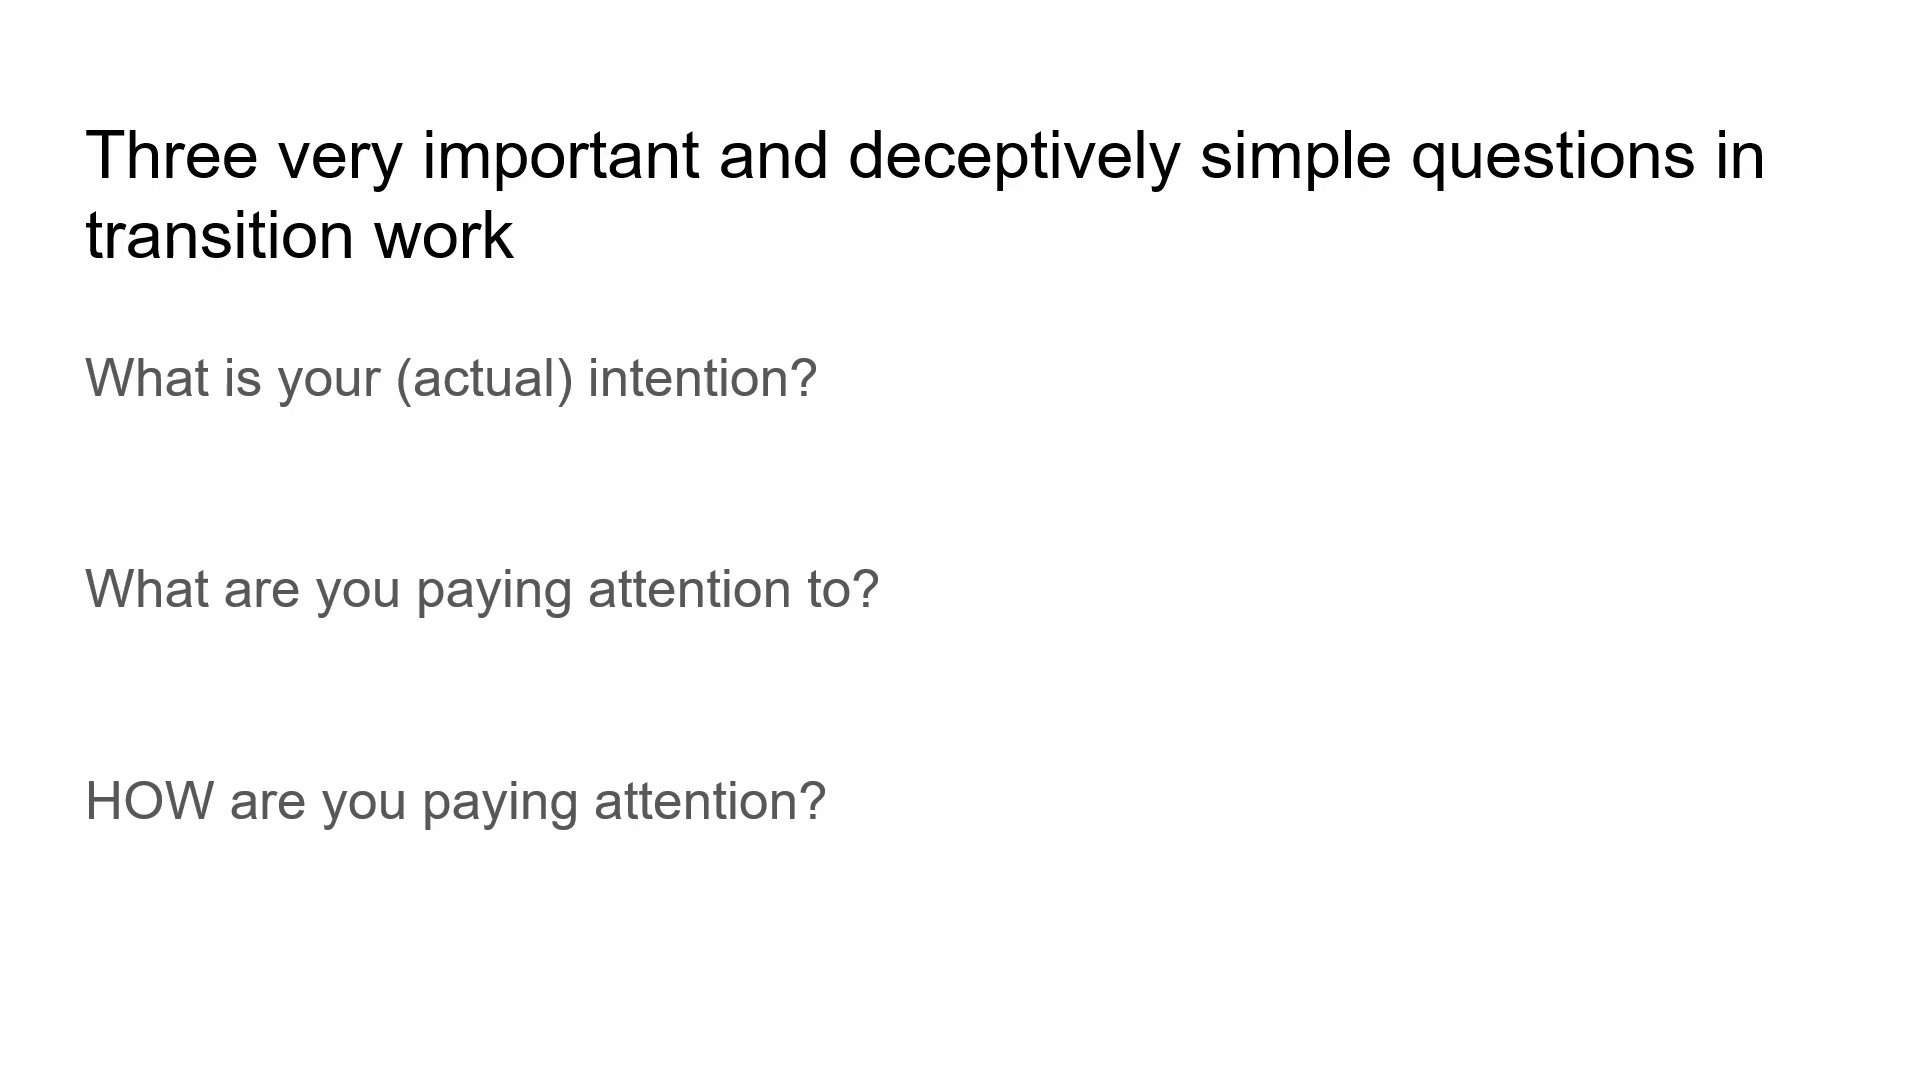 Three very important and deceptively simple questions in
transition work
What is your (actual) intention?
What are you paying attention to?
HOW are you paying attention?